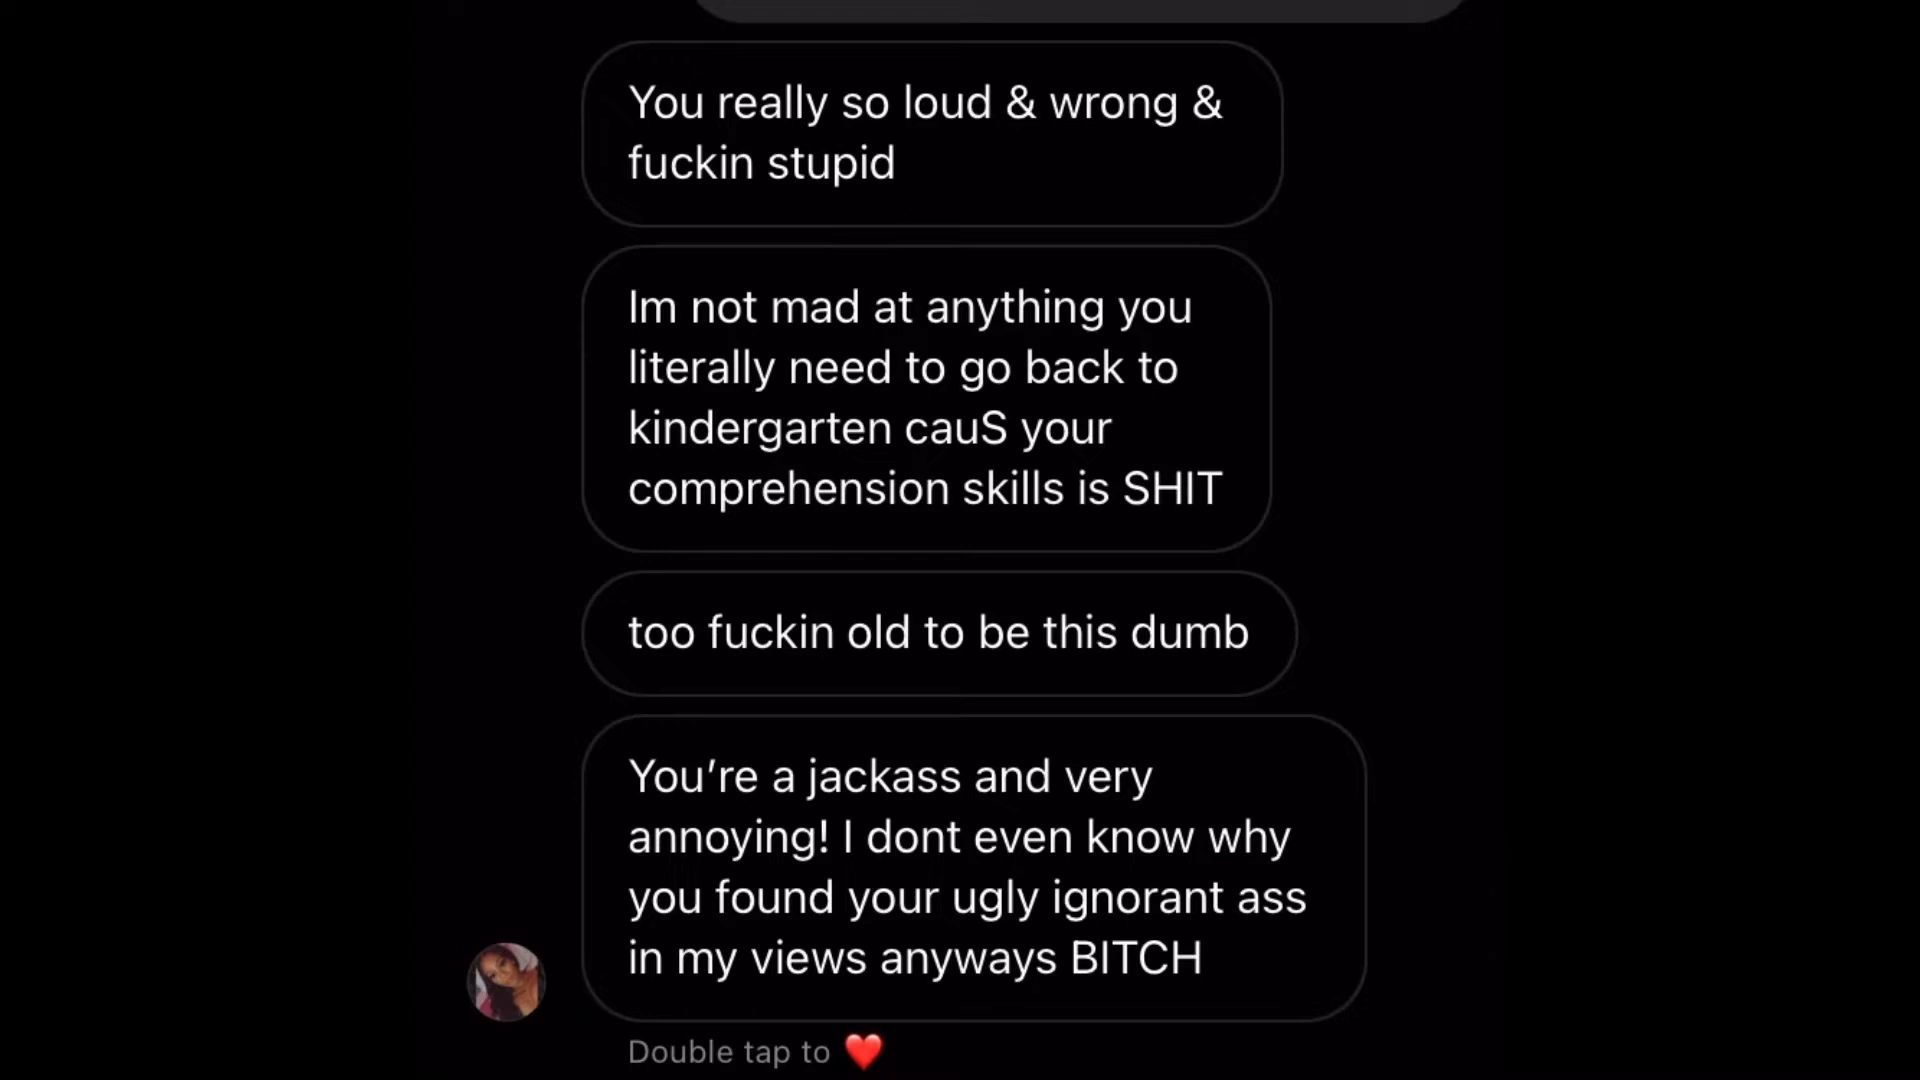 You really so loud & wrong &
fuckin stupid
Im not mad at anything you
literally need to go back to
kindergarten cauS your
comprehension skills is SHIT
too fuckin old to be this dumb
You’re a jackass and very
annoying! I dont even know why
you found your ugly ignorant ass
in my views anyways BITCH
Double tap to ❤️